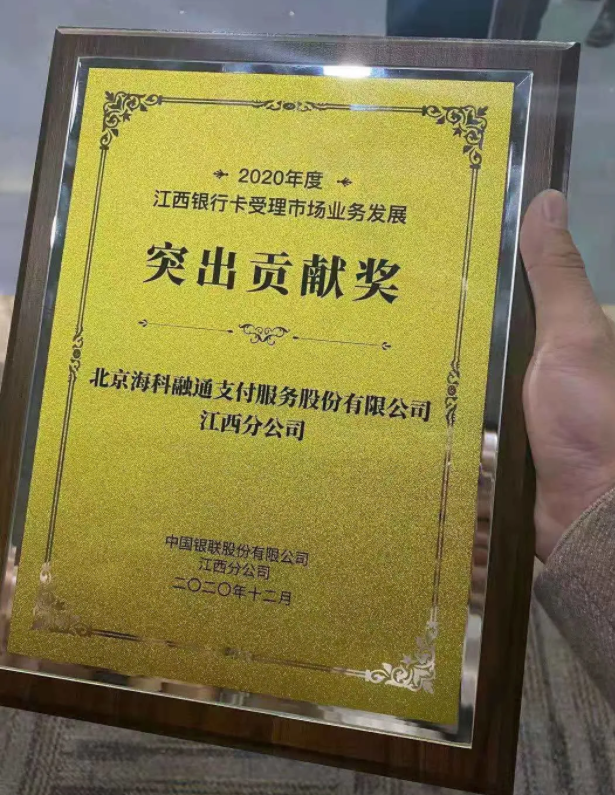 2020年度
江西银行卡受理市场业务发展
突出贡献奖
北京海科融通支付服务股份有限公司
江西分公司
中国银联股份有限公司
江西分公司
二〇二〇年十二月